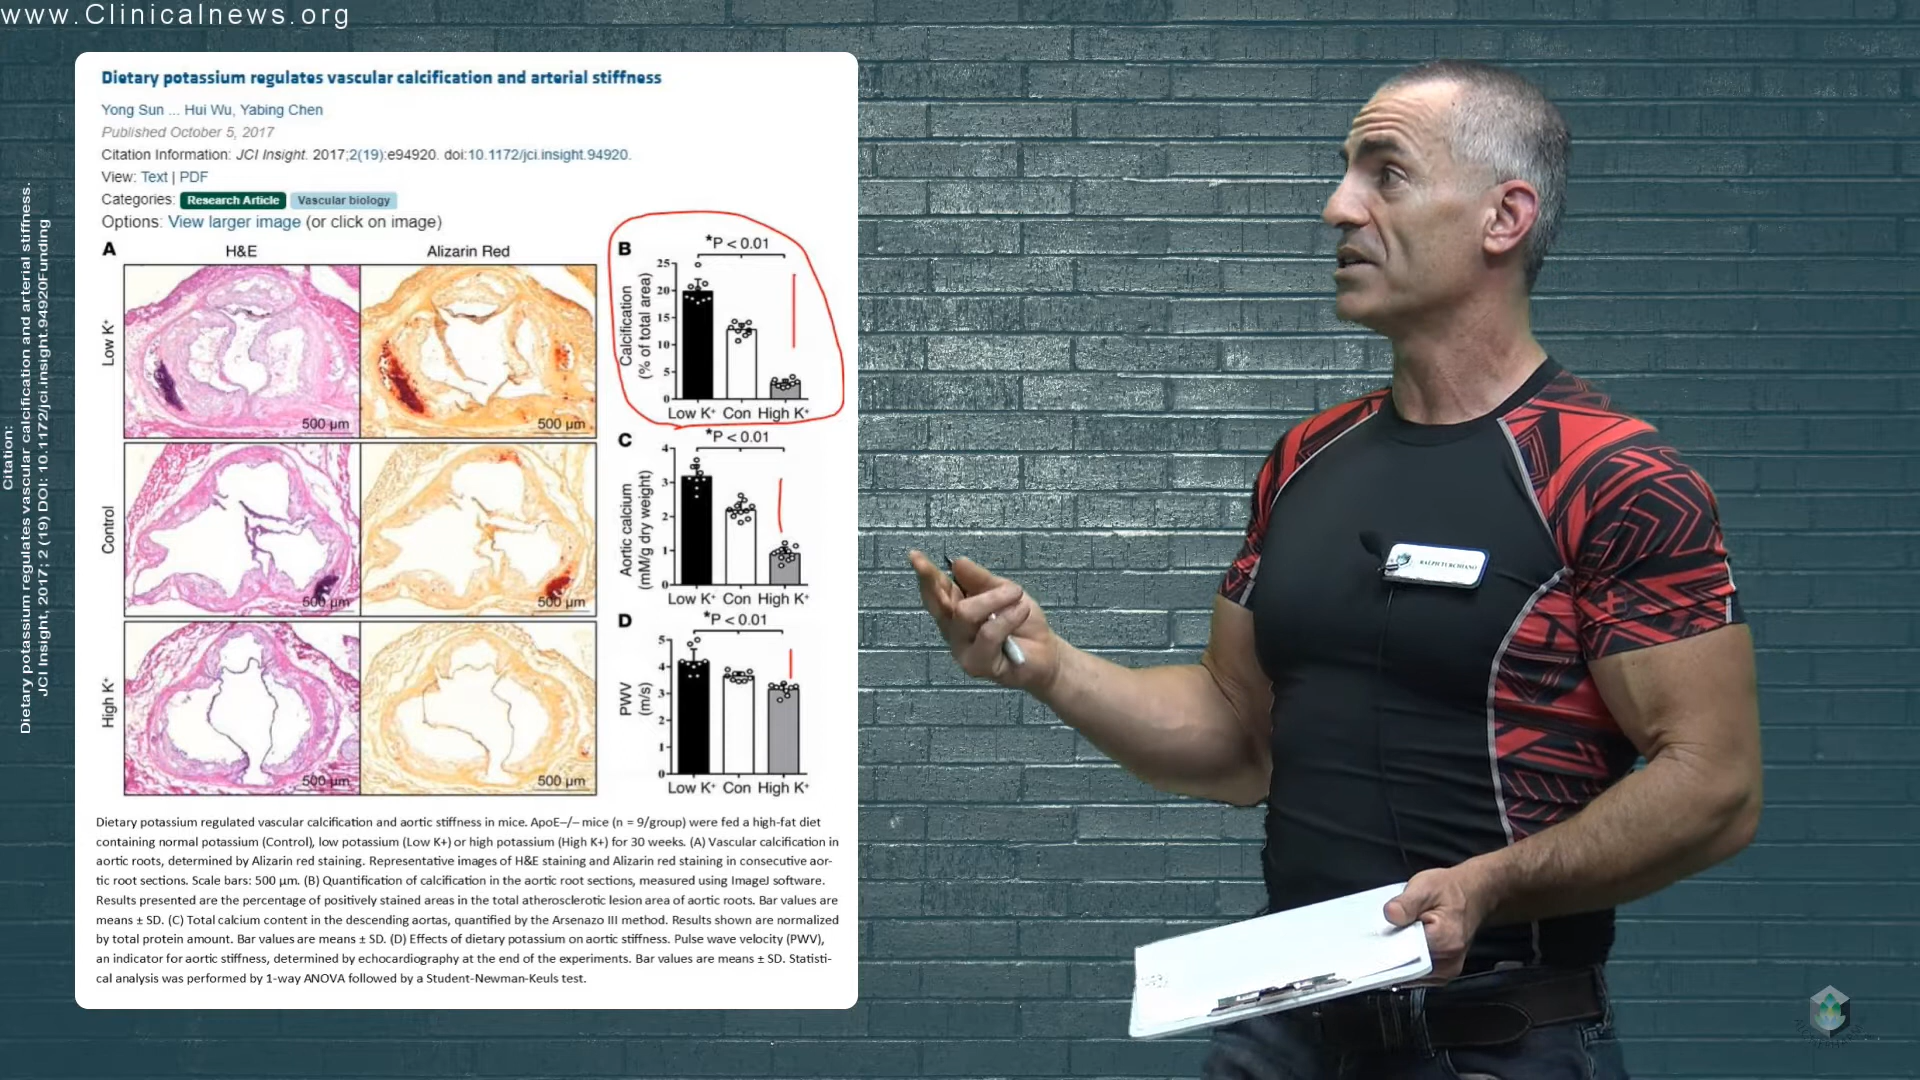 www.Clinicalnews.org
Citation:
Dietary potassium regulates vascular calcification and arterial stiffness.
JCI Insight, 2017; 2 (19) DOI: 10.1172/jci.insight.94920Funding
Dietary potassium regulates vascular calcification and arterial stiffness
Yong Sun ... Hui Wu, Yabing Chen
Published October 5, 2017
Citation Information: JCI Insight. 2017;2(19):e94920. doi:10.1172/jci.insight.94920.
View: Text | PDF
Categories: Research Article Vascular biology
Options: View larger image (or click on image)
A
H&E
Alizarin Red
Low K⁺
500 µm
500 µm
Control
500 µm
500 µm
High K⁺
500 µm
500 µm
B
*P < 0.01
Calcification
(% of total area)
25
20
15
10
5
0
Low K⁺ Con High K⁺
C
*P < 0.01
Aortic calcium
(mM/g dry weight)
4
3
2
1
0
Low K⁺ Con High K⁺
D
*P < 0.01
PWV
(m/s)
5
4
3
2
1
0
Low K⁺ Con High K⁺
Dietary potassium regulated vascular calcification and aortic stiffness in mice. ApoE–/– mice (n = 9/group) were fed a high-fat diet
containing normal potassium (Control), low potassium (Low K+) or high potassium (High K+) for 30 weeks. (A) Vascular calcification in
aortic roots, determined by Alizarin red staining. Representative images of H&E staining and Alizarin red staining in consecutive aor-
tic root sections. Scale bars: 500 µm. (B) Quantification of calcification in the aortic root sections, measured using ImageJ software.
Results presented are the percentage of positively stained areas in the total atherosclerotic lesion area of aortic roots. Bar values are
means ± SD. (C) Total calcium content in the descending aortas, quantified by the Arsenazo III method. Results shown are normalized
by total protein amount. Bar values are means ± SD. (D) Effects of dietary potassium on aortic stiffness. Pulse wave velocity (PWV),
an indicator for aortic stiffness, determined by echocardiography at the end of the experiments. Bar values are means ± SD. Statisti-
cal analysis was performed by 1-way ANOVA followed by a Student-Newman-Keuls test.
RALPH TURCHIANO